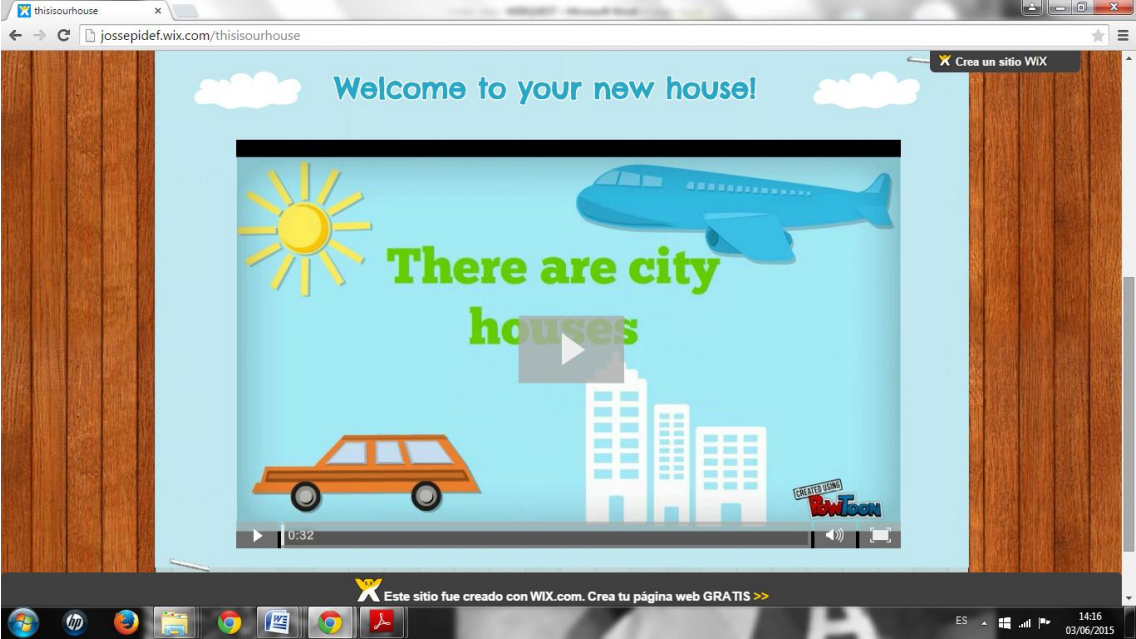 thisisourhouse
jossepidef.wix.com/thisisourhouse
Crea un sitio WiX
Welcome to your new house!
There are city
houses
CREATED USING
POWTOON
0:32
Este sitio fue creado con WIX.com. Crea tu página web GRATIS >>
hp
ES
14:16
03/06/2015